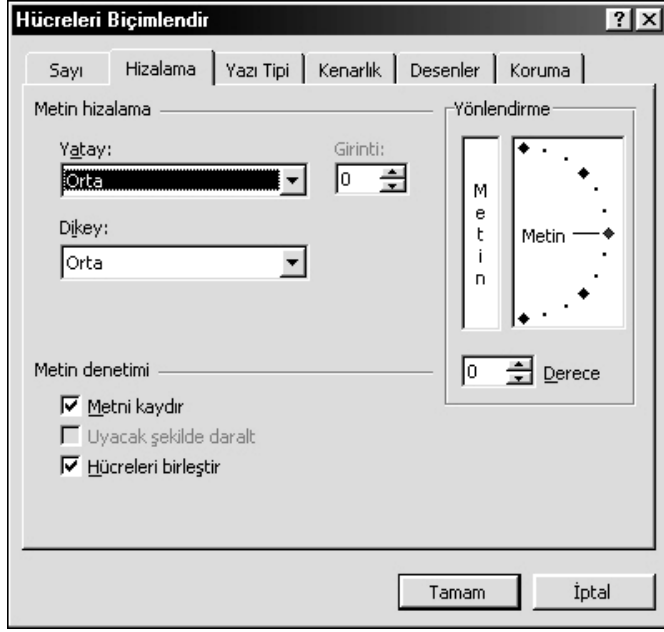 Hücreleri Biçimlendir
Sayı Hizalama Yazı Tipi Kenarlık Desenler Koruma
Metin hizalama
Yatay:
Orta
Girinti:
0
Dikey:
Orta
Yönlendirme
Metin
Metin
0 Derece
Metin denetimi
Metni kaydır
Uyacak şekilde daralt
Hücreleri birleştir
Tamam İptal